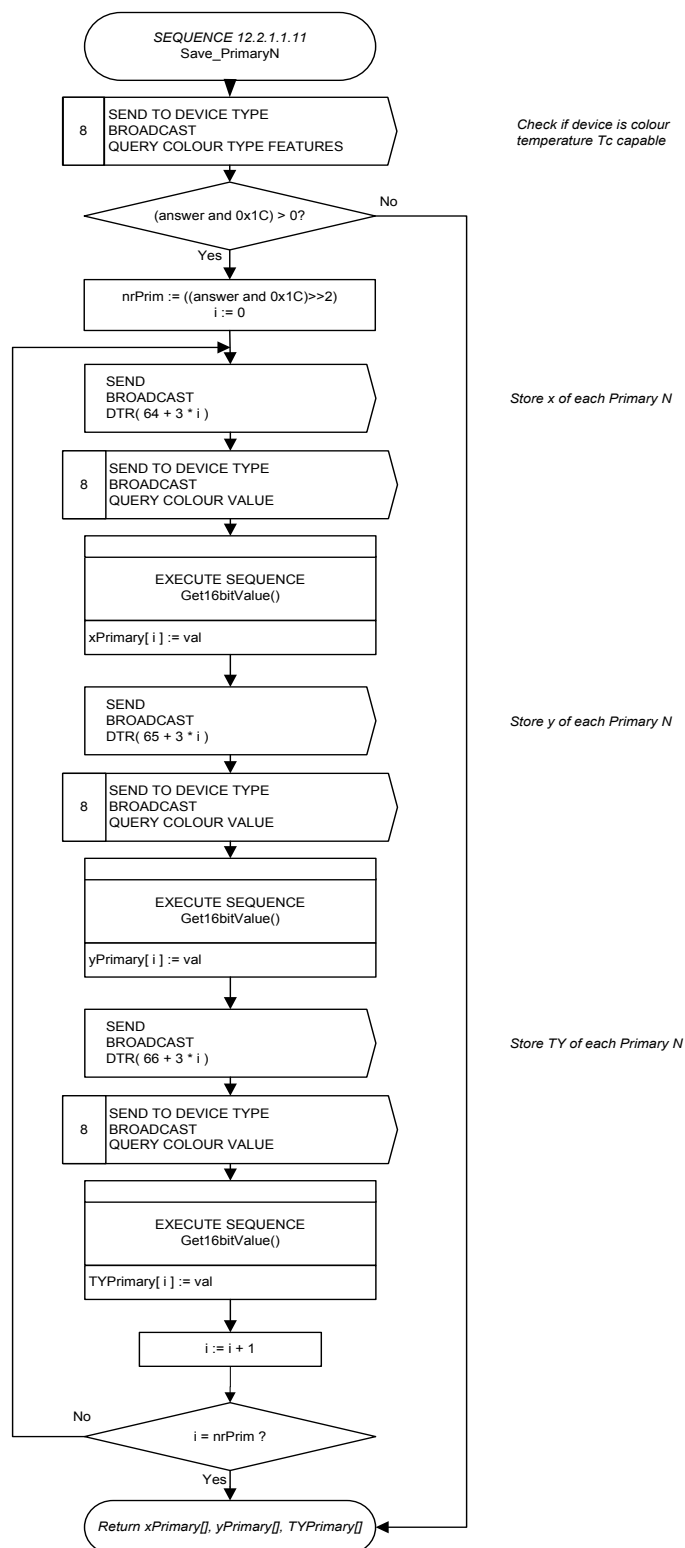 SEQUENCE 12.2.1.1.11
Save_PrimaryN
8
SEND TO DEVICE TYPE
BROADCAST
QUERY COLOUR TYPE FEATURES
Check if device is colour
temperature Tc capable
(answer and 0x1C) > 0?
No
Yes
nrPrim := ((answer and 0x1C)>>2)
i := 0
SEND
BROADCAST
DTR( 64 + 3 * i )
Store x of each Primary N
8
SEND TO DEVICE TYPE
BROADCAST
QUERY COLOUR VALUE
EXECUTE SEQUENCE
Get16bitValue()
xPrimary[ i ] := val
SEND
BROADCAST
DTR( 65 + 3 * i )
Store y of each Primary N
8
SEND TO DEVICE TYPE
BROADCAST
QUERY COLOUR VALUE
EXECUTE SEQUENCE
Get16bitValue()
yPrimary[ i ] := val
SEND
BROADCAST
DTR( 66 + 3 * i )
Store TY of each Primary N
8
SEND TO DEVICE TYPE
BROADCAST
QUERY COLOUR VALUE
EXECUTE SEQUENCE
Get16bitValue()
TYPrimary[ i ] := val
i := i + 1
No
i = nrPrim ?
Yes
Return xPrimary[], yPrimary[], TYPrimary[]